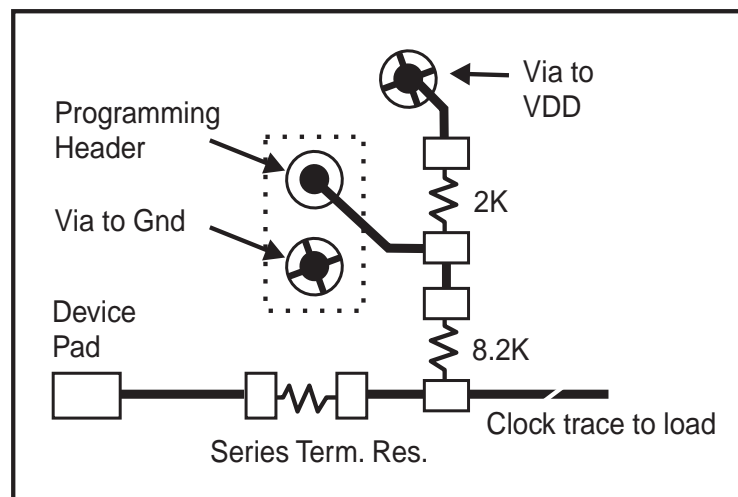 Via to
VDD
Programming
Header
2K
Via to Gnd
Device
Pad
8.2K
Clock trace to load
Series Term. Res.